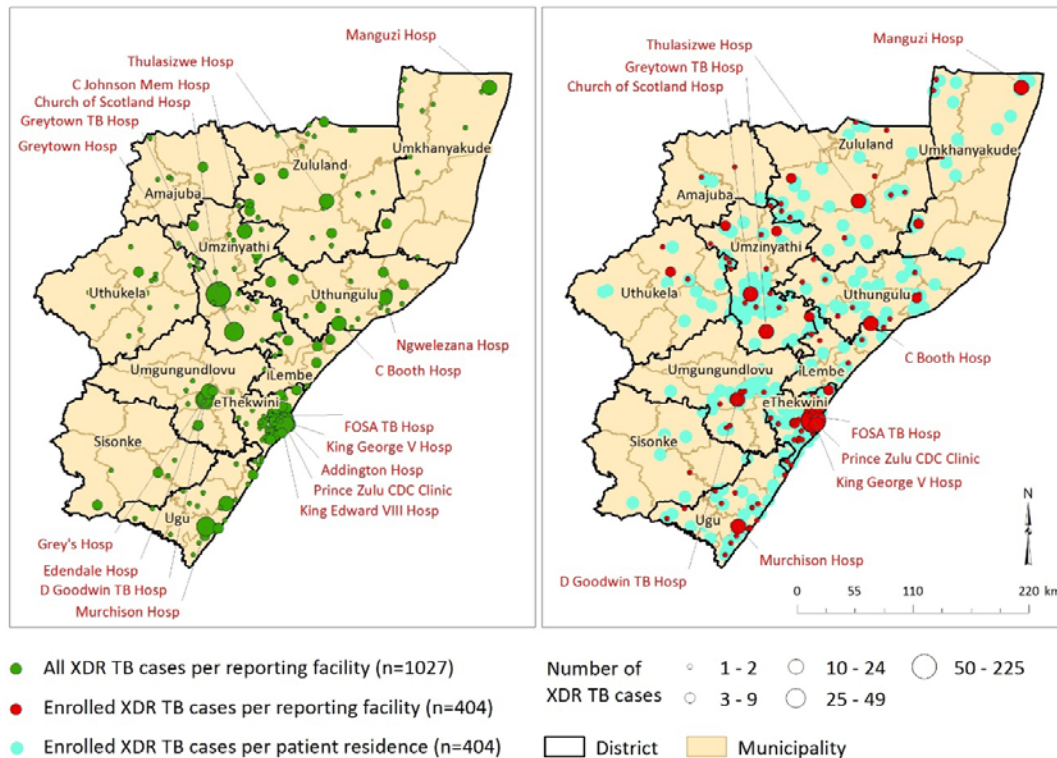 Manguzi Hosp
Thulasizwe Hosp
C Johnson Mem Hosp
Church of Scotland Hosp
Greytown TB Hosp
Greytown Hosp
Zululand
Umkhanyakude
Amajuba
Umzinyathi
Uthukela
Uthungulu
Ngwelezana Hosp
C Booth Hosp
Umgungundlovu
iLembe
eThekwini
Sisonke
FOSA TB Hosp
King George V Hosp
Addington Hosp
Prince Zulu CDC Clinic
King Edward VIII Hosp
Ugu
Grey's Hosp
Edendale Hosp
D Goodwin TB Hosp
Murchison Hosp
Manguzi Hosp
Thulasizwe Hosp
Greytown TB Hosp
Church of Scotland Hosp
Zululand
Umkhanyakude
Amajuba
Umzinyathi
Uthukela
Uthungulu
C Booth Hosp
Umgungundlovu
iLembe
eThekwini
Sisonke
FOSA TB Hosp
Prince Zulu CDC Clinic
King George V Hosp
Ugu
Murchison Hosp
D Goodwin TB Hosp
N
0 55 110 220 km
All XDR TB cases per reporting facility (n=1027)
Enrolled XDR TB cases per reporting facility (n=404)
Enrolled XDR TB cases per patient residence (n=404)
Number of
XDR TB cases
1 - 2
10 - 24
50 - 225
3 - 9
25 - 49
District
Municipality